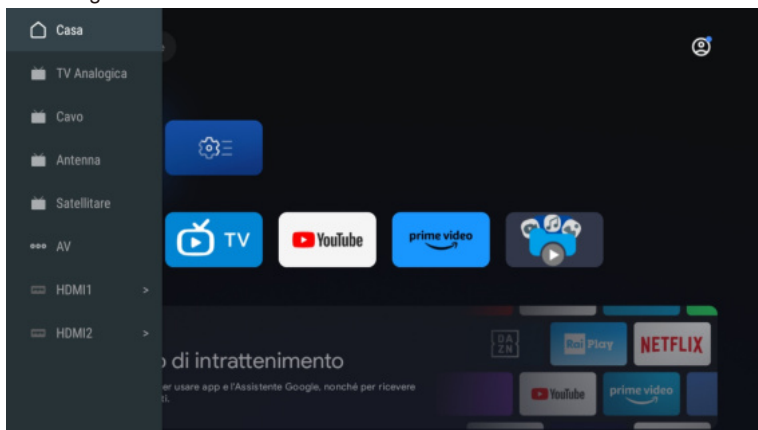 Casa
TV Analogica
Cavo
Antenna
Satellitare
AV
HDMI1 >
HDMI2 >
TV
YouTube
prime video
di intrattenimento
er usare app e l'Assistente Google, nonché per ricevere
ti.
DAZN
Rai Play
NETFLIX
YouTube
prime video